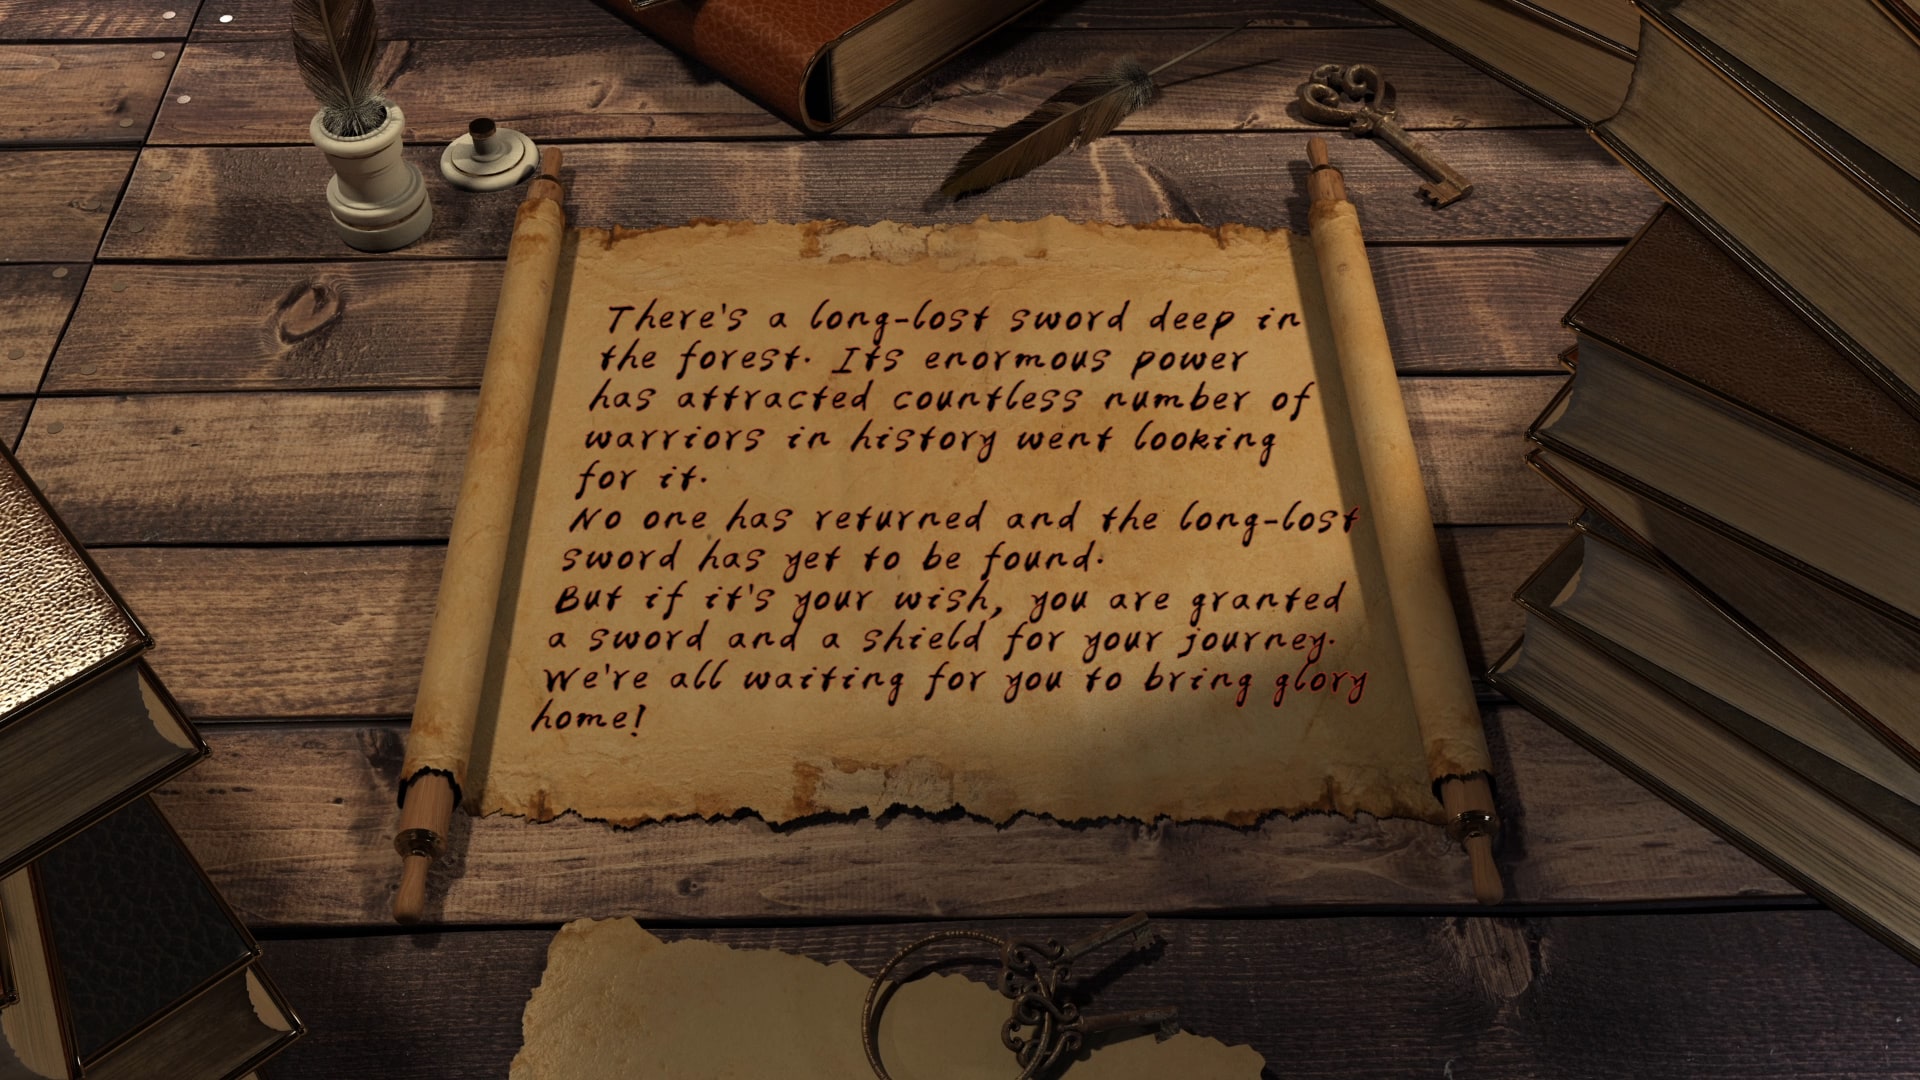 There's a long-lost sword deep in
the forest. Its enormous power
has attracted countless number of
warriors in history went looking
for it.
No one has returned and the long-lost
sword has yet to be found.
But if it's your wish, you are granted
a sword and a shield for your journey.
We're all waiting for you to bring glory
home!